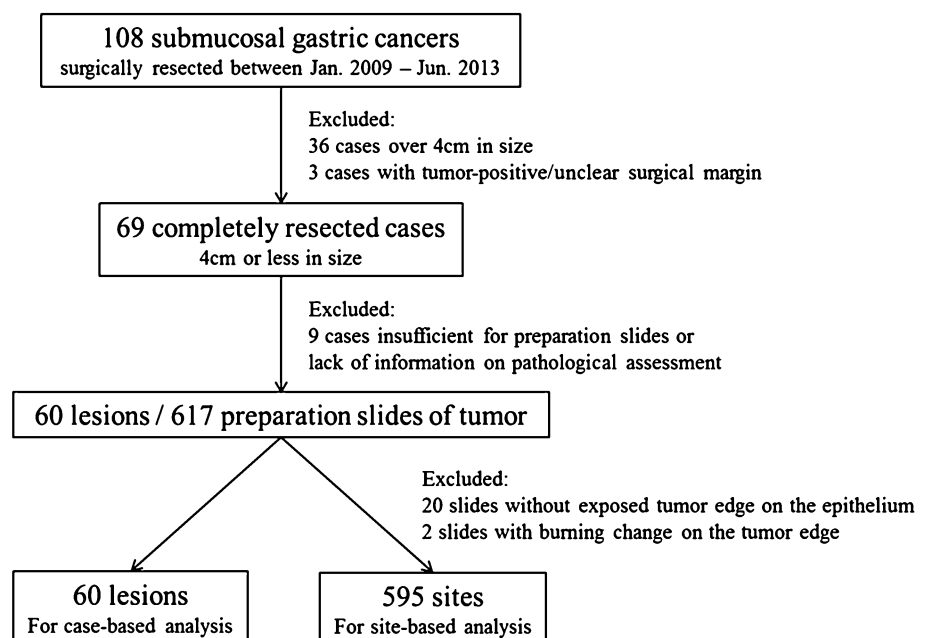 108 submucosal gastric cancers
surgically resected between Jan. 2009 – Jun. 2013
Excluded:
36 cases over 4cm in size
3 cases with tumor-positive/unclear surgical margin
69 completely resected cases
4cm or less in size
Excluded:
9 cases insufficient for preparation slides or
lack of information on pathological assessment
60 lesions / 617 preparation slides of tumor
Excluded:
20 slides without exposed tumor edge on the epithelium
2 slides with burning change on the tumor edge
60 lesions
For case-based analysis
595 sites
For site-based analysis